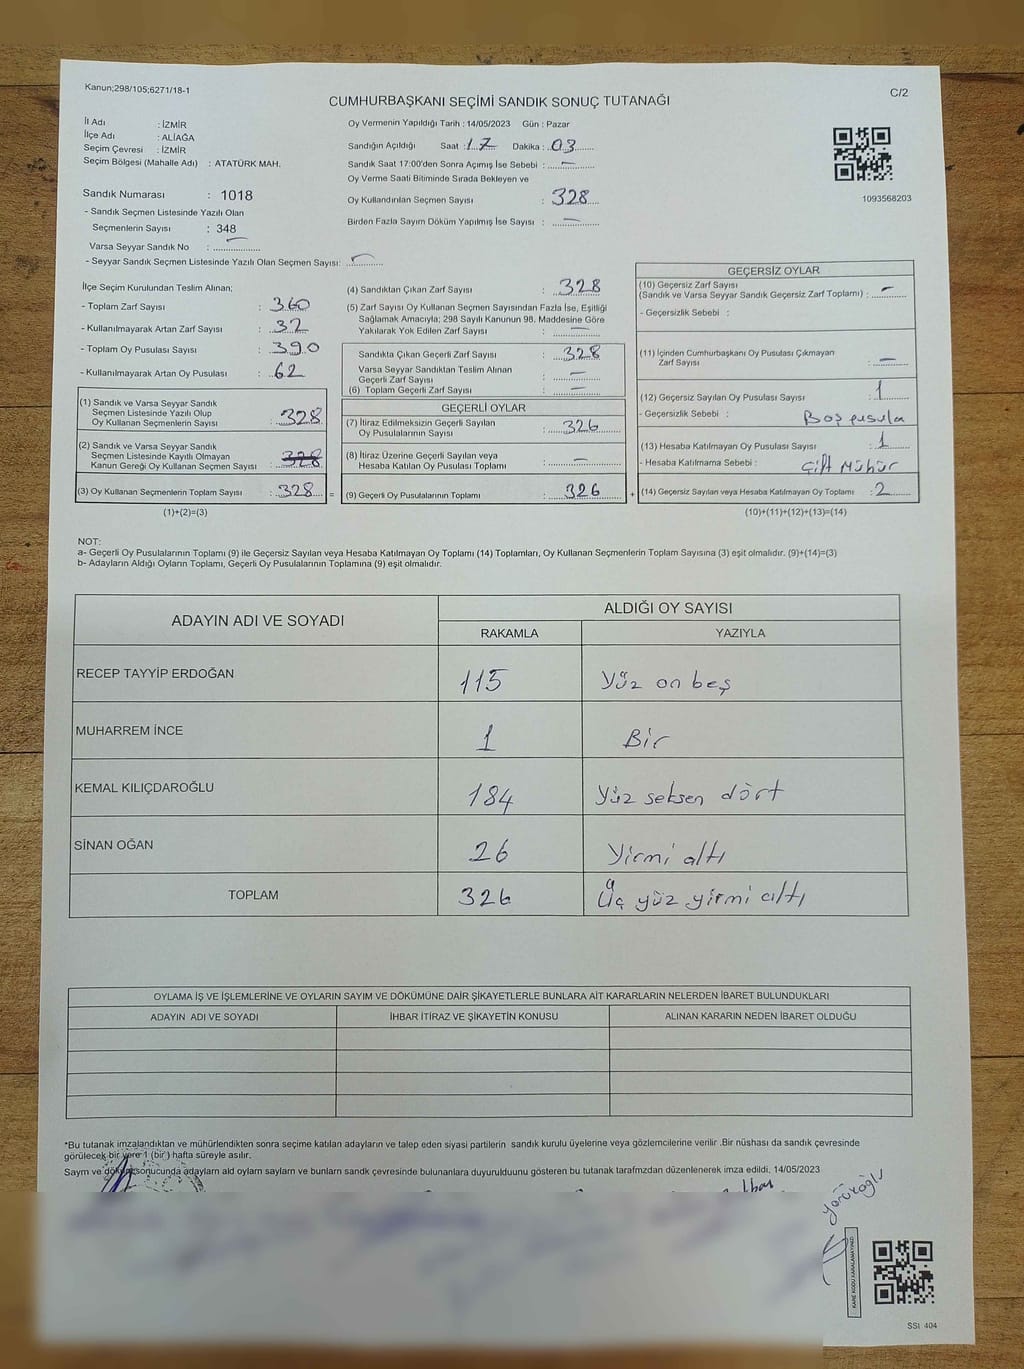 Kanun;298/105;6271/18-1
C/2
CUMHURBAŞKANI SEÇİMİ SANDIK SONUÇ TUTANAĞI
İl Adı : İZMİR
İlçe Adı : ALİAĞA
Seçim Çevresi : İZMİR
Seçim Bölgesi (Mahalle Adı) : ATATÜRK MAH.
Sandık Numarası : 1018
- Sandık Seçmen Listesinde Yazılı Olan
Seçmenlerin Sayısı : 348
Varsa Seyyar Sandık No : —
- Seyyar Sandık Seçmen Listesinde Yazılı Olan Seçmen Sayısı: —
Oy Vermenin Yapıldığı Tarih : 14/05/2023 Gün : Pazar
Sandığın Açıldığı Saat : 17 Dakika : 03
Sandık Saat 17:00'den Sonra Açımış İse Sebebi : —
Oy Verme Saati Bitiminde Sırada Bekleyen ve
Oy Kullandırılan Seçmen Sayısı : 328
Birden Fazla Sayım Döküm Yapılmış İse Sayısı : —
1093568203
İlçe Seçim Kurulundan Teslim Alınan;
- Toplam Zarf Sayısı : 360
- Kullanılmayarak Artan Zarf Sayısı : 32
- Toplam Oy Pusulası Sayısı : 390
- Kullanılmayarak Artan Oy Pusulası : 62
(1) Sandık ve Varsa Seyyar Sandık
Seçmen Listesinde Yazılı Olup
Oy Kullanan Seçmenlerin Sayısı : 328
(2) Sandık ve Varsa Seyyar Sandık
Seçmen Listesinde Kayıtlı Olmayan
Kanun Gereği Oy Kullanan Seçmen Sayısı : 328
(3) Oy Kullanan Seçmenlerin Toplam Sayısı : 328 =
(1)+(2)=(3)
(4) Sandıktan Çıkan Zarf Sayısı : 328
(5) Zarf Sayısı Oy Kullanan Seçmen Sayısından Fazla İse, Eşitliği
Sağlamak Amacıyla; 298 Sayılı Kanunun 98. Maddesine Göre
Yakılarak Yok Edilen Zarf Sayısı : —
Sandıkta Çıkan Geçerli Zarf Sayısı : 328
Varsa Seyyar Sandıktan Teslim Alınan
Geçerli Zarf Sayısı : —
(6) Toplam Geçerli Zarf Sayısı : —
GEÇERLİ OYLAR
(7) İtiraz Edilmeksizin Geçerli Sayılan
Oy Pusulalarının Sayısı : 326
(8) İtiraz Üzerine Geçerli Sayılan veya
Hesaba Katılan Oy Pusulası Toplamı : —
(9) Geçerli Oy Pusulalarının Toplamı : 326 +
GEÇERSİZ OYLAR
(10) Geçersiz Zarf Sayısı
(Sandık ve Varsa Seyyar Sandık Geçersiz Zarf Toplamı) : —
- Geçersizlik Sebebi :
(11) İçinden Cumhurbaşkanı Oy Pusulası Çıkmayan
Zarf Sayısı : —
(12) Geçersiz Sayılan Oy Pusulası Sayısı : 1
- Geçersizlik Sebebi : Boş pusula
(13) Hesaba Katılmayan Oy Pusulası Sayısı : 1
- Hesaba Katılmama Sebebi : Çift Mühür
(14) Geçersiz Sayılan veya Hesaba Katılmayan Oy Toplamı : 2
(10)+(11)+(12)+(13)=(14)
NOT:
a- Geçerli Oy Pusulalarının Toplamı (9) ile Geçersiz Sayılan veya Hesaba Katılmayan Oy Toplamı (14) Toplamları, Oy Kullanan Seçmenlerin Toplam Sayısına (3) eşit olmalıdır. (9)+(14)=(3)
b- Adayların Aldığı Oyların Toplamı, Geçerli Oy Pusulalarının Toplamına (9) eşit olmalıdır.
ADAYIN ADI VE SOYADI
ALDIĞI OY SAYISI
RAKAMLA YAZIYLA
RECEP TAYYİP ERDOĞAN 115 Yüz on beş
MUHARREM İNCE 1 Bir
KEMAL KILIÇDAROĞLU 184 Yüz seksen dört
SİNAN OĞAN 26 Yirmi altı
TOPLAM 326 Üç yüz yirmi altı
OYLAMA İŞ VE İŞLEMLERİNE VE OYLARIN SAYIM VE DÖKÜMÜNE DAİR ŞİKAYETLERLE BUNLARA AİT KARARLARIN NELERDEN İBARET BULUNDUKLARI
ADAYIN ADI VE SOYADI İHBAR İTİRAZ VE ŞİKAYETİN KONUSU ALINAN KARARIN NEDEN İBARET OLDUĞU
*Bu tutanak imzalandıktan ve mühürlendikten sonra seçime katılan adayların ve talep eden siyasi partilerin sandık kurulu üyelerine veya gözlemcilerine verilir .Bir nüshası da sandık çevresinde
görülecek bir yere 1 (bir ) hafta süreyle asılır.
Sayım ve döküm sonucunda adayların ald oyların sayların ve bunların sandk çevresinde bulunanlara duyurulduunu gösteren bu tutanak tarafmzdan düzenlenerek imza edildi. 14/05/2023
Yörükoğlu
KARE KODU KARALAMAYINIZ!
SSt: 404